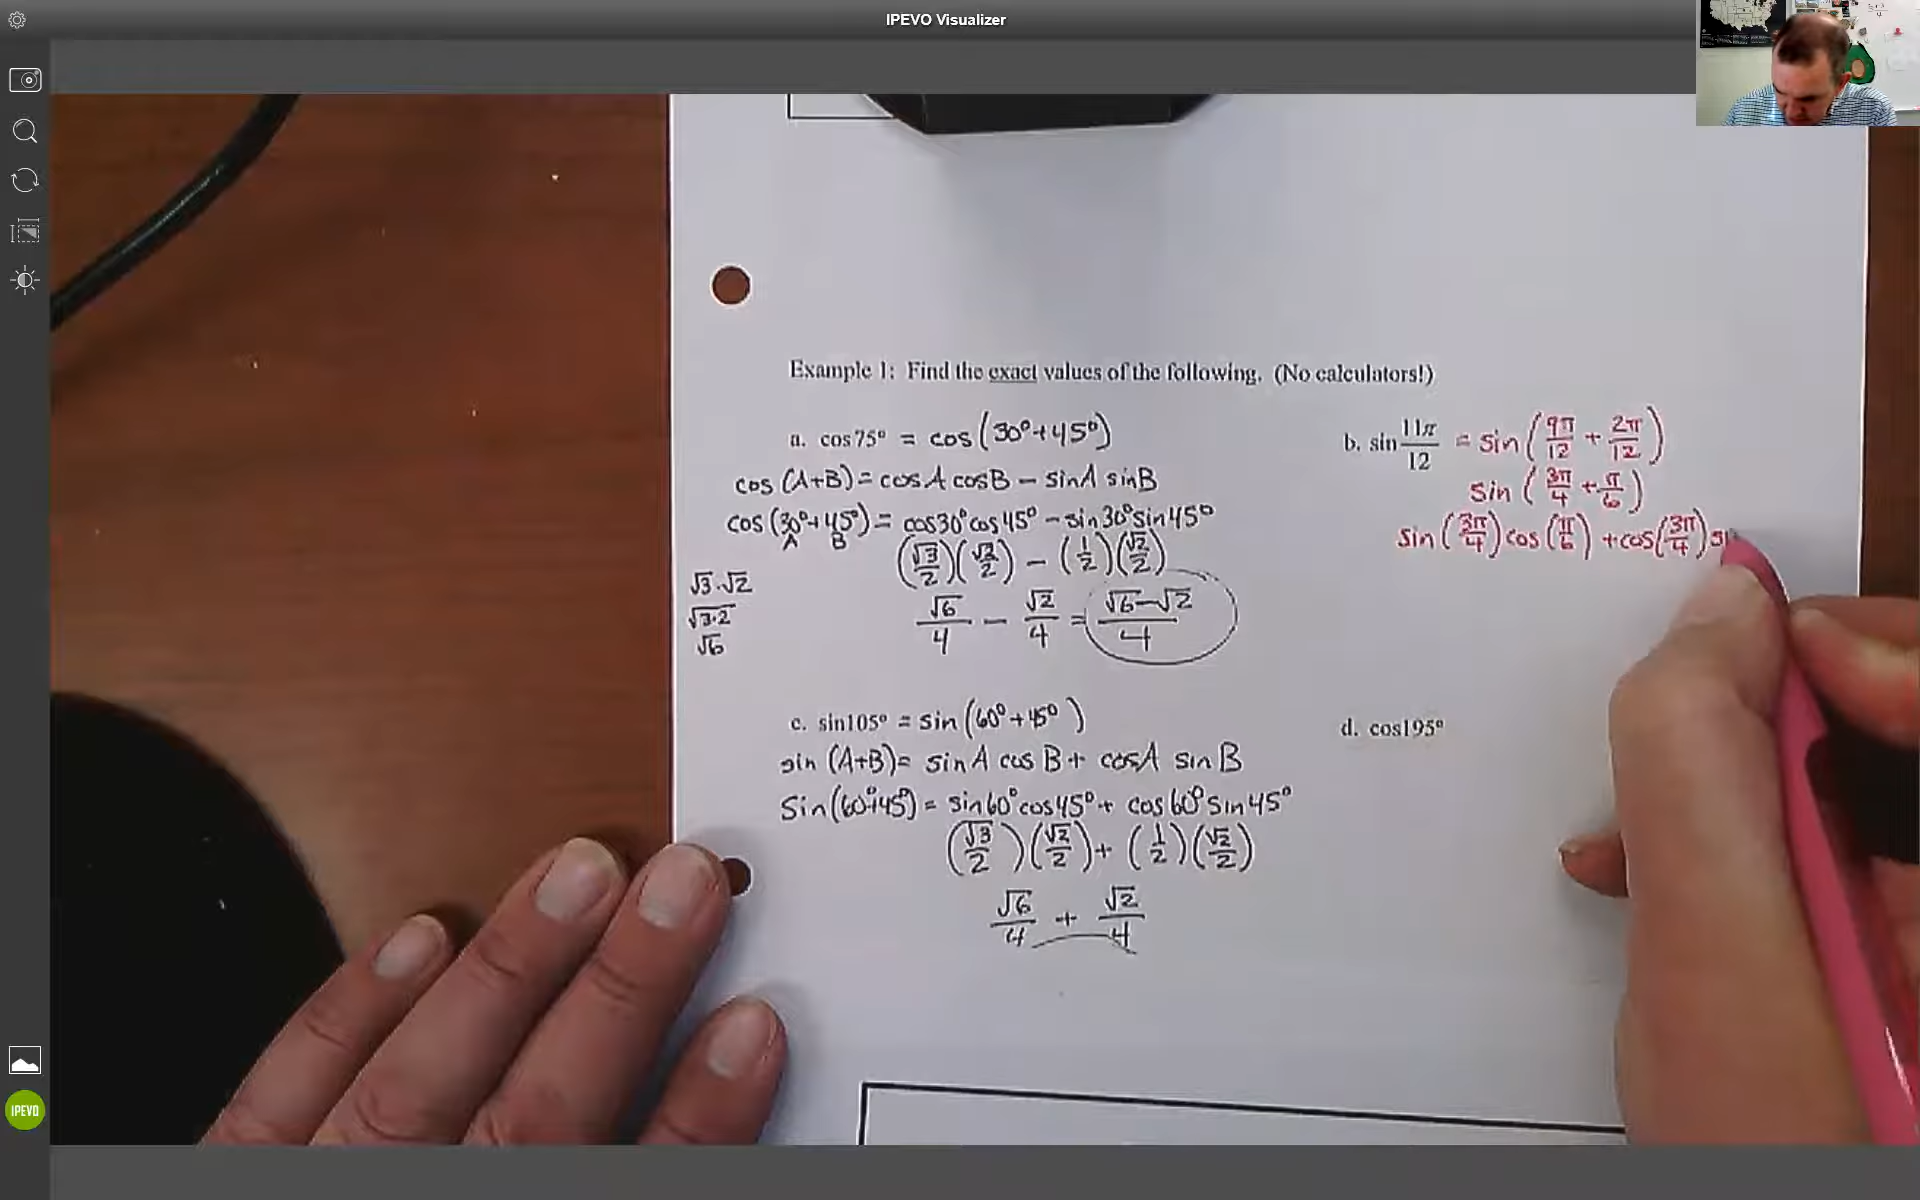 IPEVO Visualizer
Example 1: Find the exact values of the following. (No calculators!)
a. cos75° = cos(30°+45°)
cos (A+B) = cosA cosB − sinA sinB
cos(30°+45°) = cos30°cos45° − sin30°sin45°
A B
(√3/2)(√2/2) − (1/2)(√2/2)
√6/4 − √2/4 = (√6−√2)/4
√3·√2
√3·2
√6
b. sin 11π/12 = sin(9π/12 + 2π/12)
sin(3π/4 + π/6)
sin(3π/4)cos(π/6) + cos(3π/4)si
c. sin105° = sin(60°+45°)
sin (A+B) = sinA cosB + cosA sinB
Sin(60°+45°) = sin60°cos45° + cos60°sin45°
(√3/2)(√2/2) + (1/2)(√2/2)
√6/4 + √2/4
d. cos195°
IPEVO